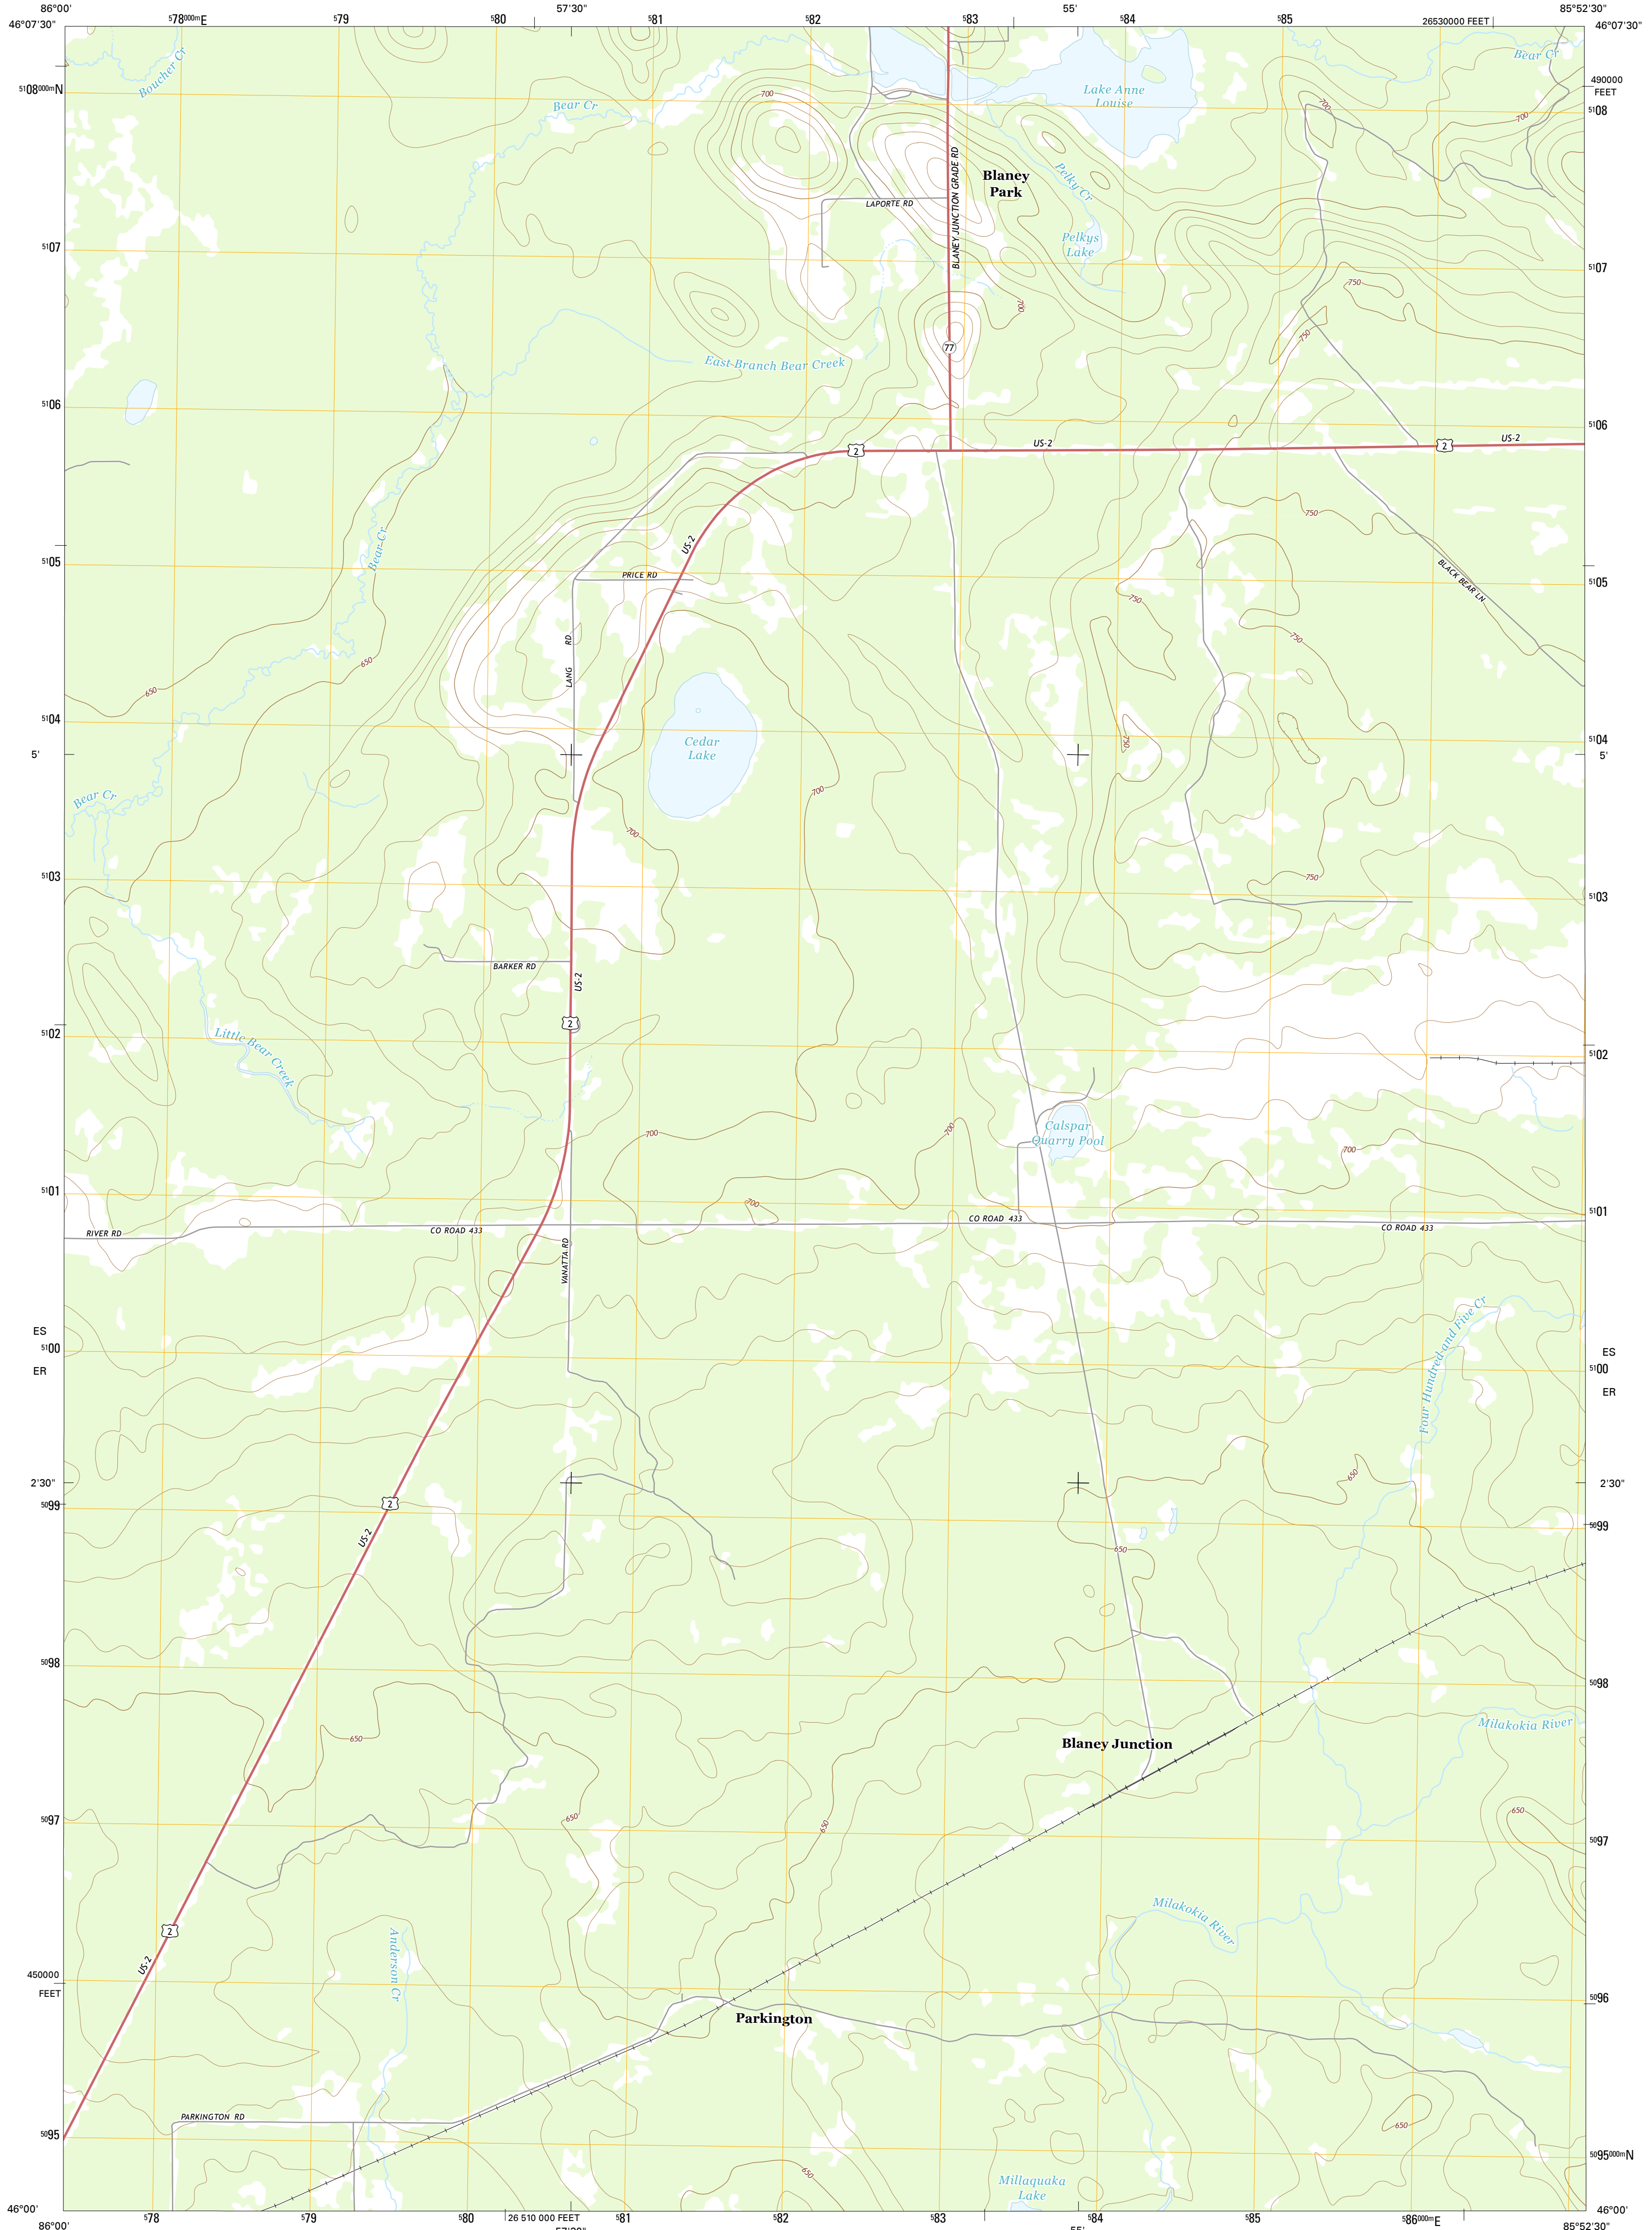 86°00'
578000mE
579
580
57'30"
581
582
583
55'
584
585
26530000 FEET
85°52'30"
46°07'30"
46°07'30"
Boucher Cr
Bear Cr
Lake Anne
Louise
Bear Cr
490000
FEET
5108000mN
5108
700
700
700
BLANEY JUNCTION GRADE RD
Blaney
Park
Pelky Cr
LAPORTE RD
Pelkys
Lake
5107
5107
750
700
750
77
East Branch Bear Creek
5106
5106
2
US-2
2
US-2
750
Bear Cr
US-2
5105
5105
PRICE RD
BLACK BEAR LN
750
750
LANG RD
650
650
5104
5104
Cedar
Lake
750
5'
5'
Bear Cr
700
700
5103
5103
750
BARKER RD
US-2
2
5102
5102
Little Bear Creek
Calspar
Quarry Pool
700
700
700
5101
5101
700
RIVER RD
CO ROAD 433
CO ROAD 433
CO ROAD 433
VANATTA RD
Four Hundred and Five Cr
ES
ES
5100
5100
ER
ER
650
2'30"
2'30"
2
5099
5099
US-2
650
5098
5098
650
Blaney Junction
Milakokia River
650
650
650
5097
5097
Milakokia River
2
US-2
Anderson Cr
450000
FEET
5096
Parkington
PARKINGTON RD
650
5095
5095000mN
650
Millaquaka
Lake
46°00'
46°00'
86°00'
578
579
580
26 510 000 FEET
57'30"
581
582
583
55'
584
585
586000mE
85°52'30"